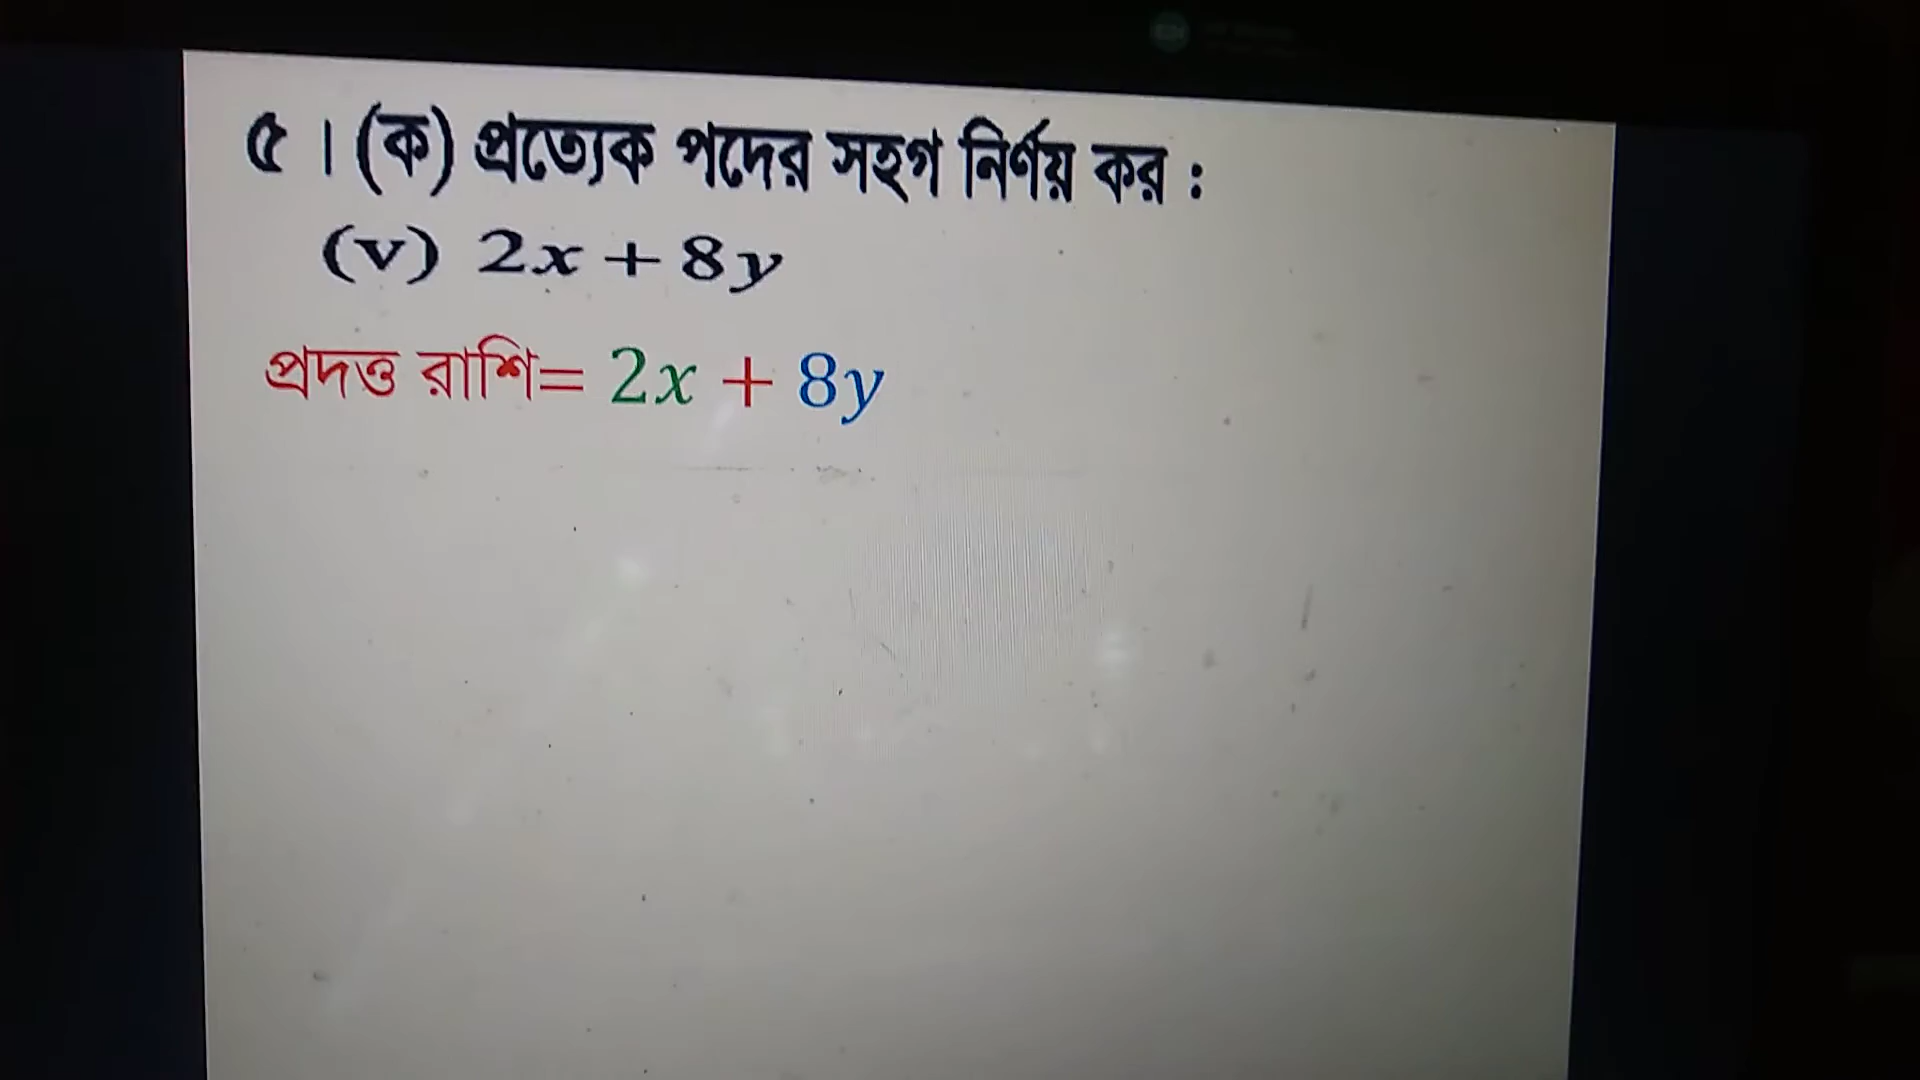 ৫। (ক) প্রত্যেক পদের সহগ নির্ণয় কর :
(v) 2x + 8y
প্রদত্ত রাশি= 2x + 8y